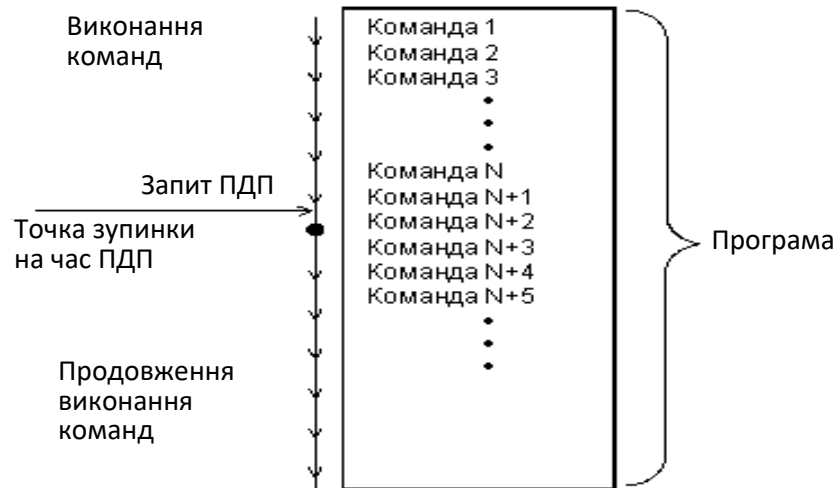 Виконання
команд
Команда 1
Команда 2
Команда 3
Запит ПДП
Точка зупинки
на час ПДП
Команда N
Команда N+1
Команда N+2
Команда N+3
Команда N+4
Команда N+5
Програма
Продовження
виконання
команд